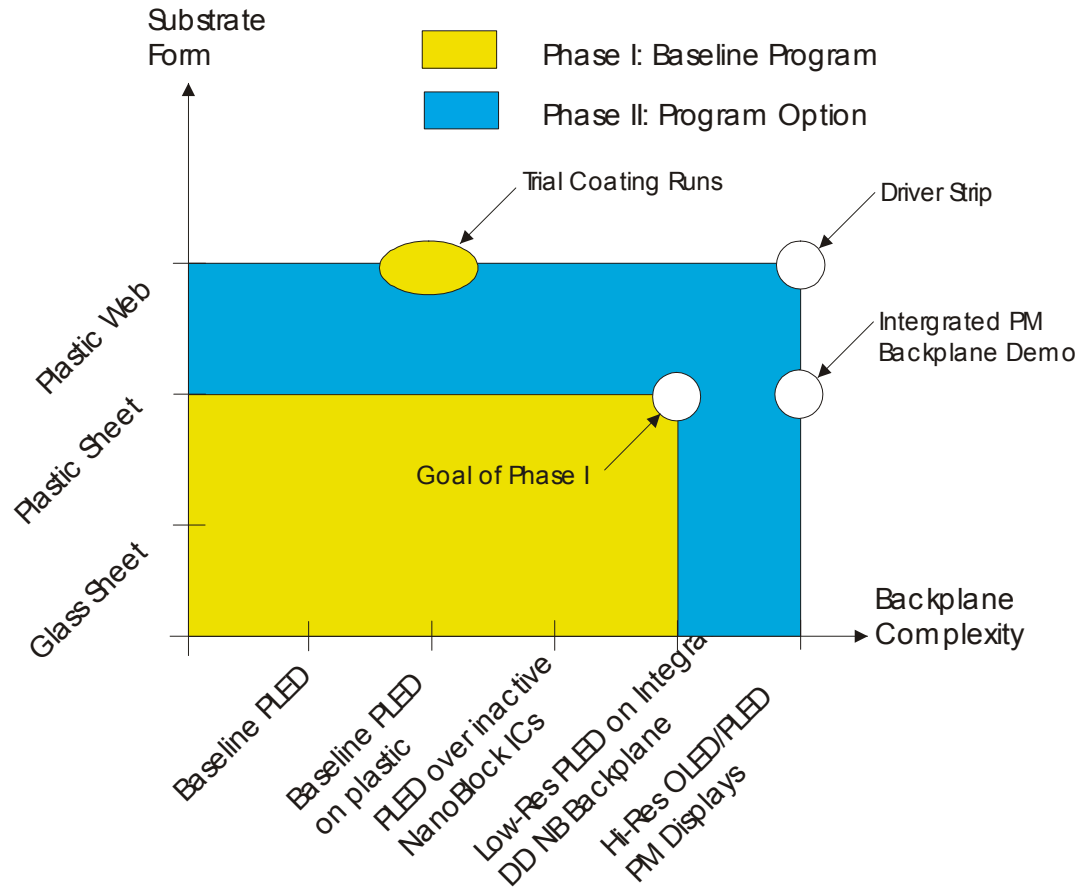 Substrate
Form
Phase I: Baseline Program
Phase II: Program Option
Trial Coating Runs
Driver Strip
Plastic Web
Intergrated PM
Backplane Demo
Plastic Sheet
Goal of Phase I
Glass Sheet
Backplane
Complexity
Baseline PLED
Baseline PLED
on plastic
PLED over inactive
NanoBlock ICs
Low-Res PLED on Integra
DD NB Backplane
Hi-Res OLED/PLED
PM Displays